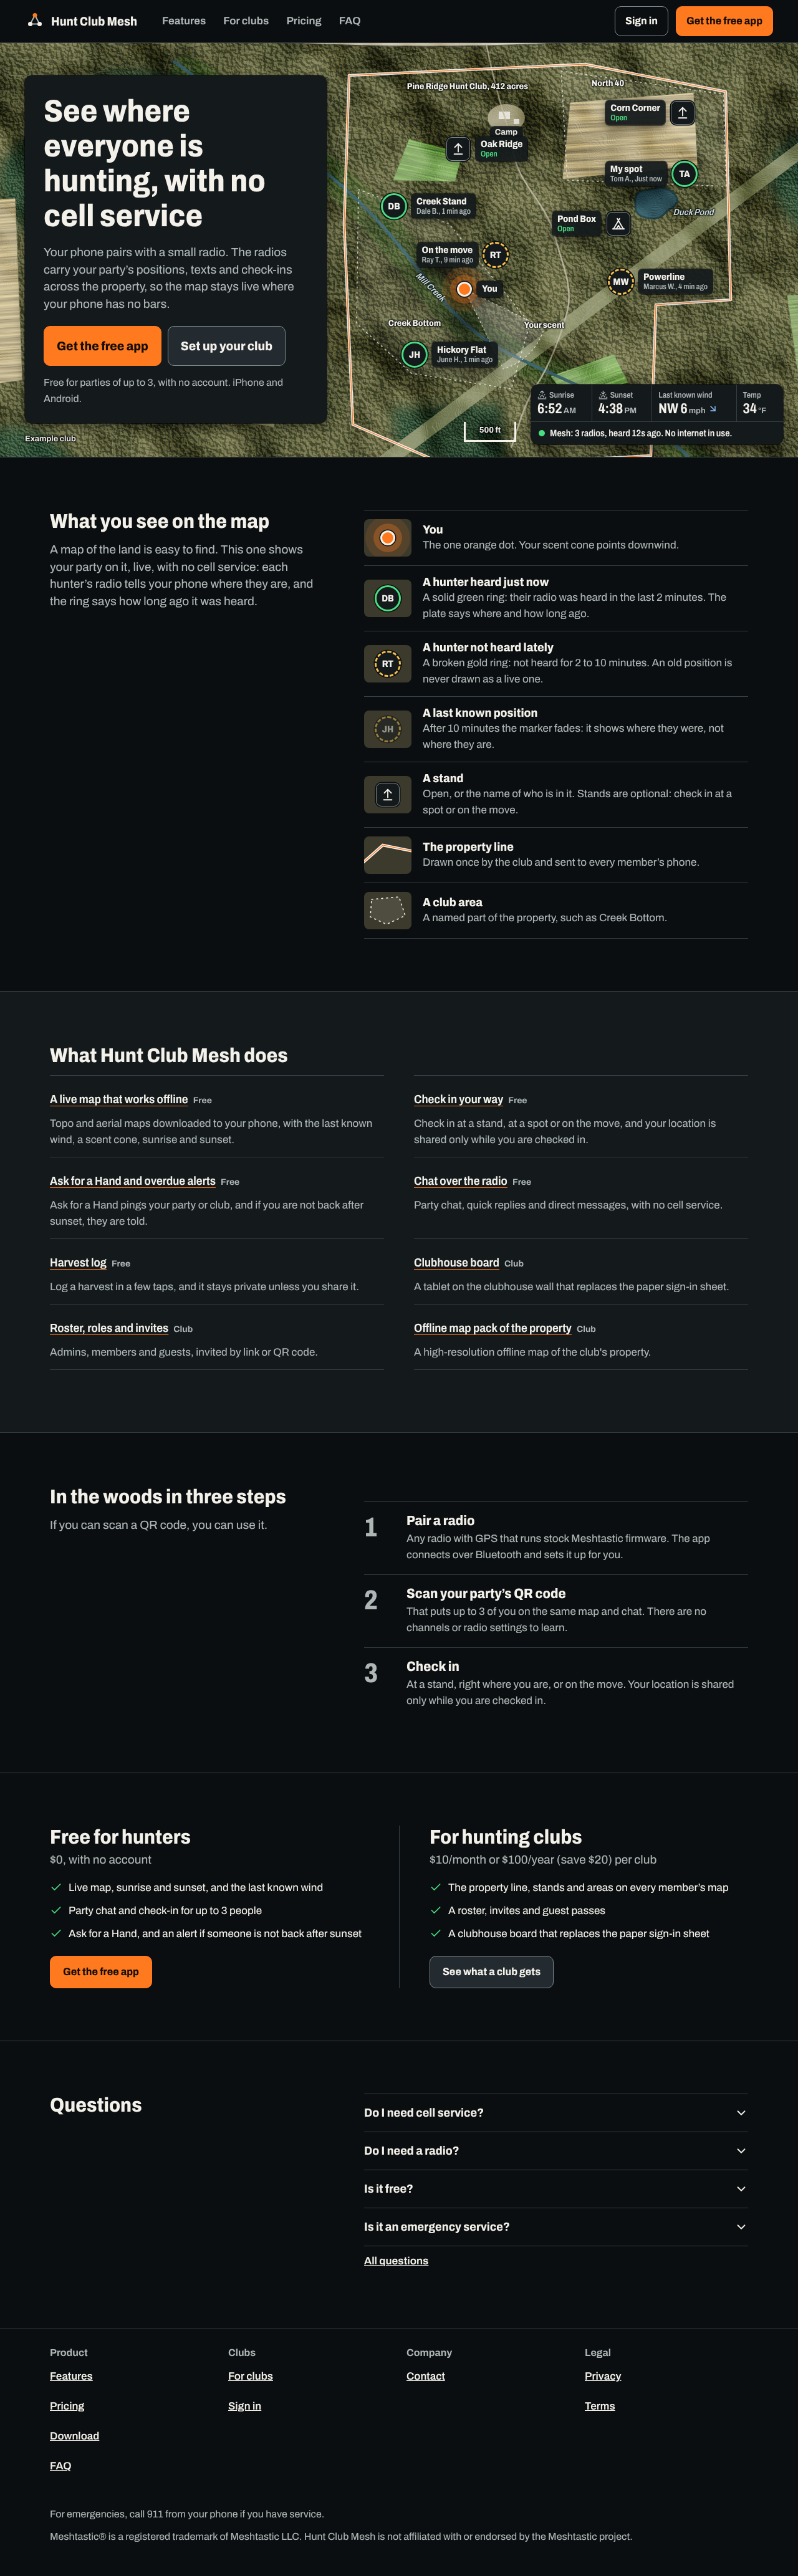 Hunt Club Mesh
Features
For clubs
Pricing
FAQ
Sign in
Get the free app
See where
everyone is
hunting, with no
cell service
Your phone pairs with a small radio. The radios
carry your party’s positions, texts and check-ins
across the property, so the map stays live where
your phone has no bars.
Get the free app
Set up your club
Free for parties of up to 3, with no account. iPhone and
Android.
Example club
Pine Ridge Hunt Club, 412 acres
North 40
Corn Corner
Open
Camp
Oak Ridge
Open
My spot
Tom A., Just now
TA
DB
Creek Stand
Dale B., 1 min ago
Duck Pond
Pond Box
Open
On the move
Ray T., 9 min ago
RT
Mill Creek
You
MW
Powerline
Marcus W., 4 min ago
Creek Bottom
Your scent
JH
Hickory Flat
June H., 1 min ago
500 ft
Sunrise
6:52 AM
Sunset
4:38 PM
Last known wind
NW 6 mph
Temp
34 °F
Mesh: 3 radios, heard 12s ago. No internet in use.
What you see on the map
A map of the land is easy to find. This one shows
your party on it, live, with no cell service: each
hunter’s radio tells your phone where they are, and
the ring says how long ago it was heard.
You
The one orange dot. Your scent cone points downwind.
DB
A hunter heard just now
A solid green ring: their radio was heard in the last 2 minutes. The
plate says where and how long ago.
RT
A hunter not heard lately
A broken gold ring: not heard for 2 to 10 minutes. An old position is
never drawn as a live one.
JH
A last known position
After 10 minutes the marker fades: it shows where they were, not
where they are.
A stand
Open, or the name of who is in it. Stands are optional: check in at a
spot or on the move.
The property line
Drawn once by the club and sent to every member’s phone.
A club area
A named part of the property, such as Creek Bottom.
What Hunt Club Mesh does
A live map that works offline Free
Topo and aerial maps downloaded to your phone, with the last known
wind, a scent cone, sunrise and sunset.
Check in your way Free
Check in at a stand, at a spot or on the move, and your location is
shared only while you are checked in.
Ask for a Hand and overdue alerts Free
Ask for a Hand pings your party or club, and if you are not back after
sunset, they are told.
Chat over the radio Free
Party chat, quick replies and direct messages, with no cell service.
Harvest log Free
Log a harvest in a few taps, and it stays private unless you share it.
Clubhouse board Club
A tablet on the clubhouse wall that replaces the paper sign-in sheet.
Roster, roles and invites Club
Admins, members and guests, invited by link or QR code.
Offline map pack of the property Club
A high-resolution offline map of the club's property.
In the woods in three steps
If you can scan a QR code, you can use it.
1
Pair a radio
Any radio with GPS that runs stock Meshtastic firmware. The app
connects over Bluetooth and sets it up for you.
2
Scan your party’s QR code
That puts up to 3 of you on the same map and chat. There are no
channels or radio settings to learn.
3
Check in
At a stand, right where you are, or on the move. Your location is shared
only while you are checked in.
Free for hunters
$0, with no account
Live map, sunrise and sunset, and the last known wind
Party chat and check-in for up to 3 people
Ask for a Hand, and an alert if someone is not back after sunset
Get the free app
For hunting clubs
$10/month or $100/year (save $20) per club
The property line, stands and areas on every member’s map
A roster, invites and guest passes
A clubhouse board that replaces the paper sign-in sheet
See what a club gets
Questions
Do I need cell service?
Do I need a radio?
Is it free?
Is it an emergency service?
All questions
Product
Features
Pricing
Download
FAQ
Clubs
For clubs
Sign in
Company
Contact
Legal
Privacy
Terms
For emergencies, call 911 from your phone if you have service.
Meshtastic® is a registered trademark of Meshtastic LLC. Hunt Club Mesh is not affiliated with or endorsed by the Meshtastic project.